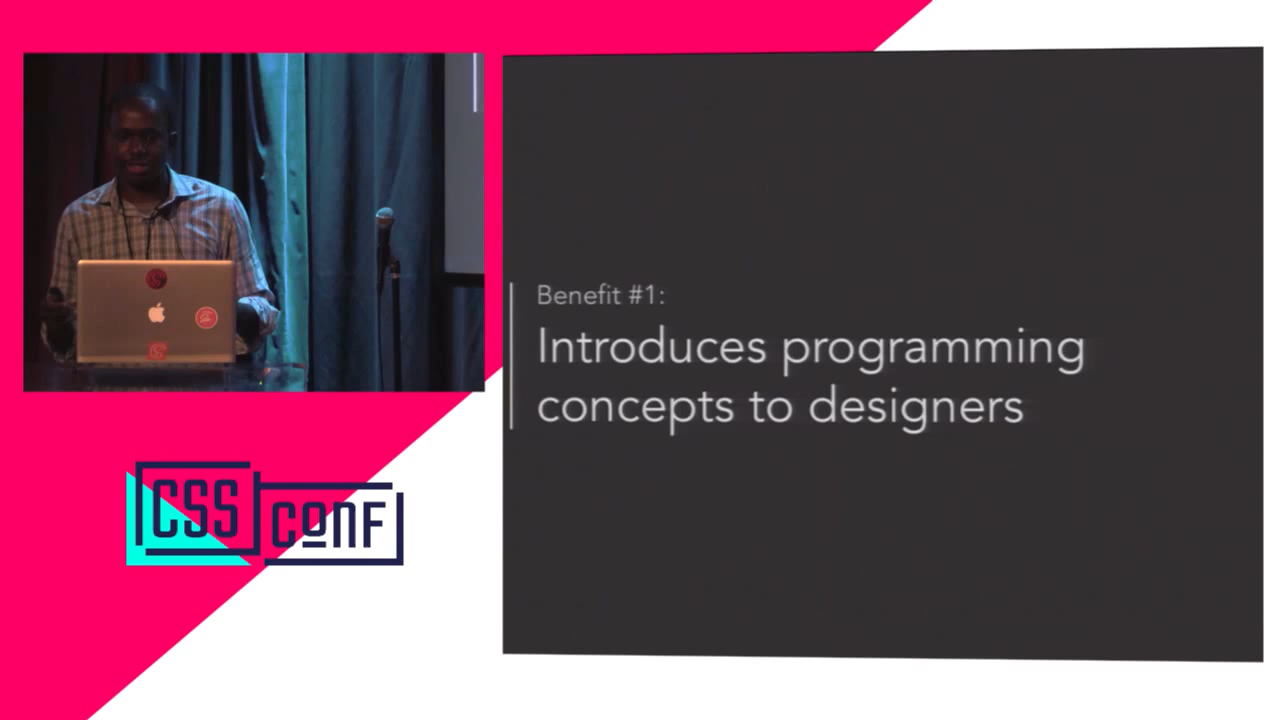 Benefit #1:
Introduces programming
concepts to designers
CSS
CONF